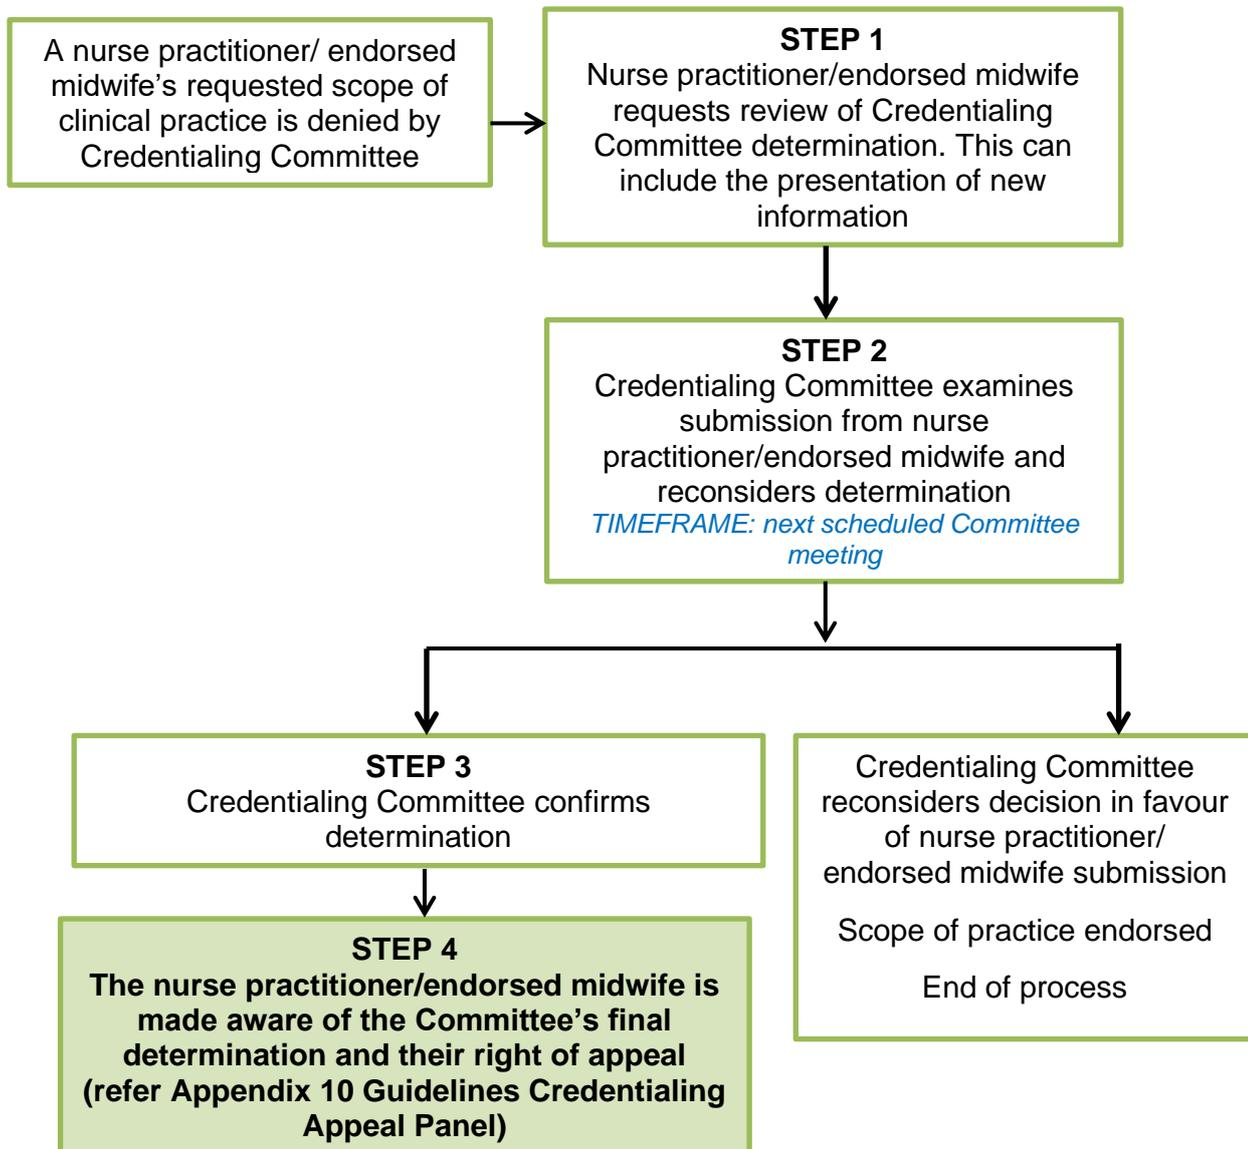 A nurse practitioner/ endorsed
midwife's requested scope of
clinical practice is denied by
Credentialing Committee
STEP 1
Nurse practitioner/endorsed midwife
requests review of Credentialing
Committee determination. This can
include the presentation of new
information
STEP 2
Credentialing Committee examines
submission from nurse
practitioner/endorsed midwife and
reconsiders determination
TIMEFRAME: next scheduled Committee
meeting
STEP 3
Credentialing Committee confirms
determination
Credentialing Committee
reconsiders decision in favour
of nurse practitioner/
endorsed midwife submission
Scope of practice endorsed
End of process
STEP 4
The nurse practitioner/endorsed midwife is
made aware of the Committee's final
determination and their right of appeal
(refer Appendix 10 Guidelines Credentialing
Appeal Panel)